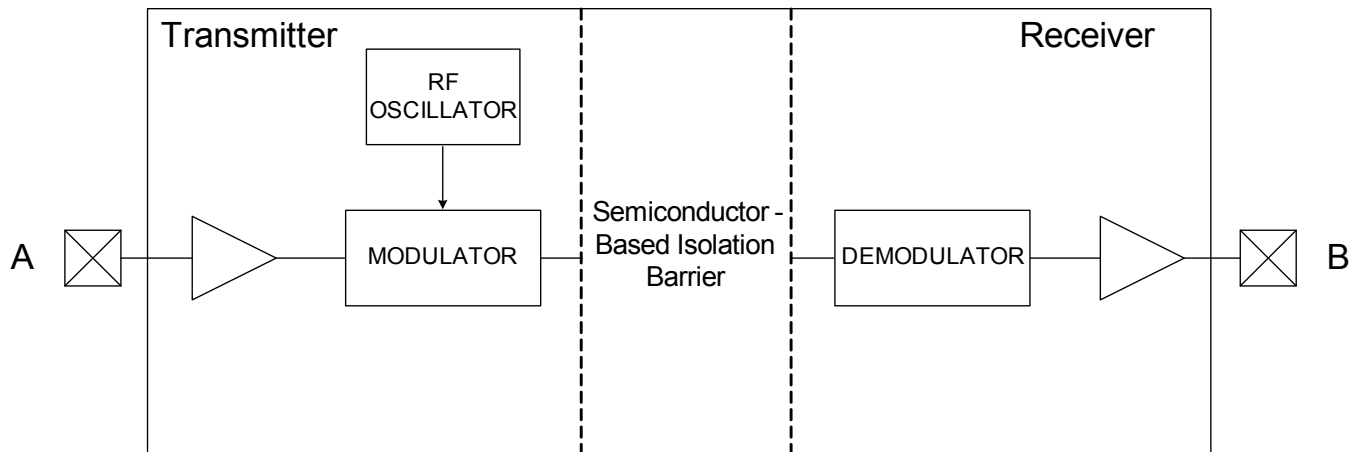 Transmitter
Receiver
RF
OSCILLATOR
A
MODULATOR
Semiconductor -
Based Isolation
Barrier
DEMODULATOR
B